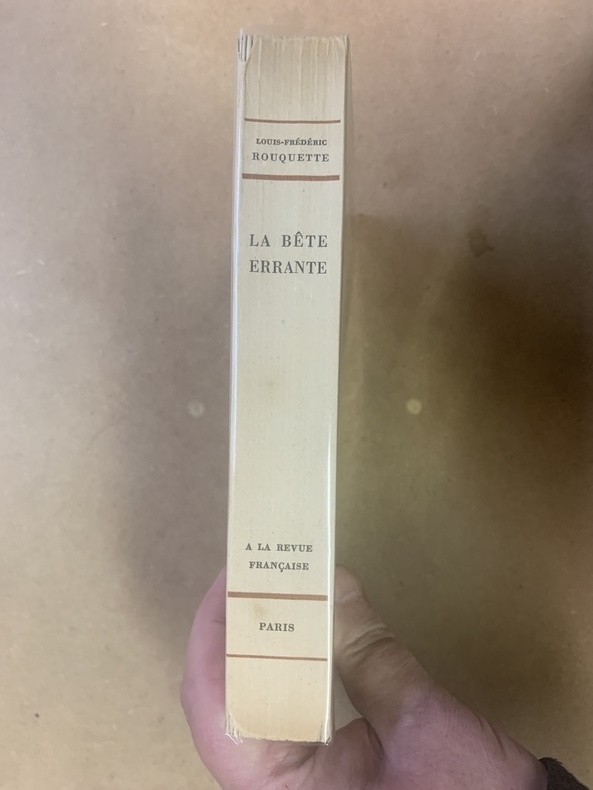 LOUIS-FRÉDÉRIC
ROUQUETTE
LA BÊTE
ERRANTE
A LA REVUE
FRANÇAISE
PARIS